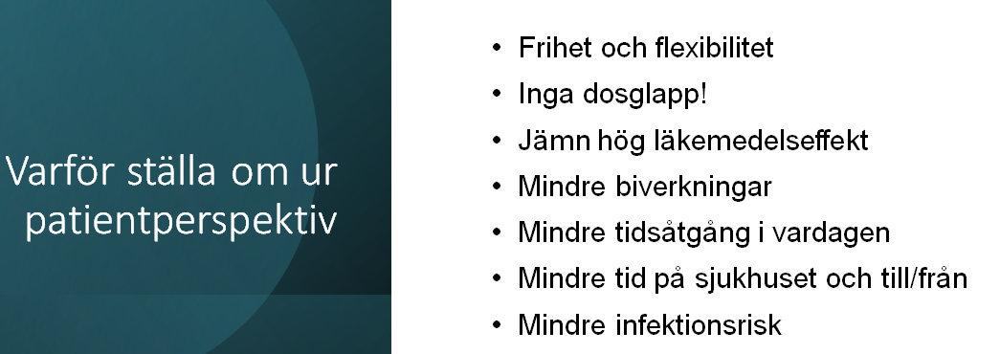 Varför ställa om ur
patientperspektiv
• Frihet och flexibilitet
• Inga dosglapp!
• Jämn hög läkemedelseffekt
• Mindre biverkningar
• Mindre tidsåtgång i vardagen
• Mindre tid på sjukhuset och till/från
• Mindre infektionsrisk